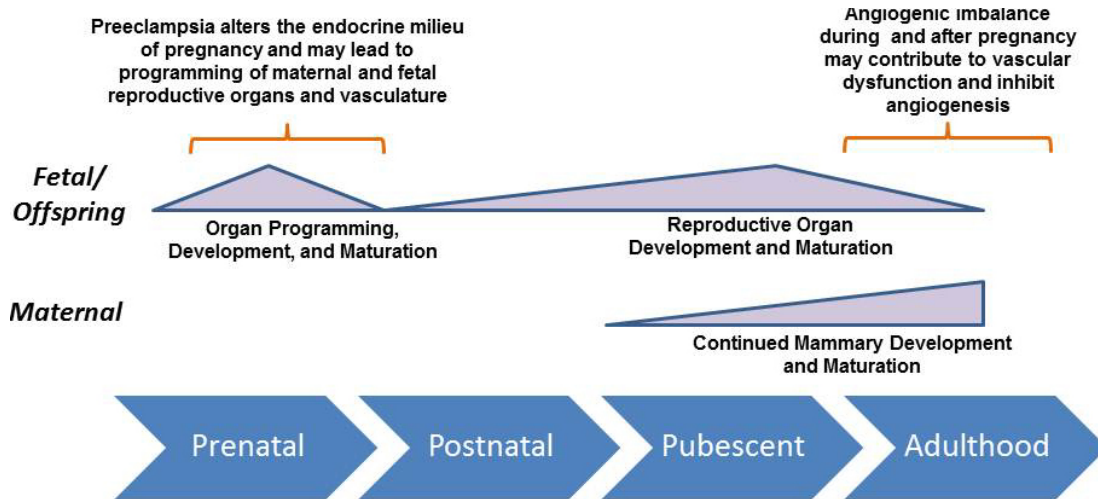 Preeclampsia alters the endocrine milieu
of pregnancy and may lead to
programming of maternal and fetal
reproductive organs and vasculature
Angiogenic imbalance
during and after pregnancy
may contribute to vascular
dysfunction and inhibit
angiogenesis
Fetal/
Offspring
Organ Programming,
Development, and Maturation
Reproductive Organ
Development and Maturation
Maternal
Continued Mammary Development
and Maturation
Prenatal
Postnatal
Pubescent
Adulthood